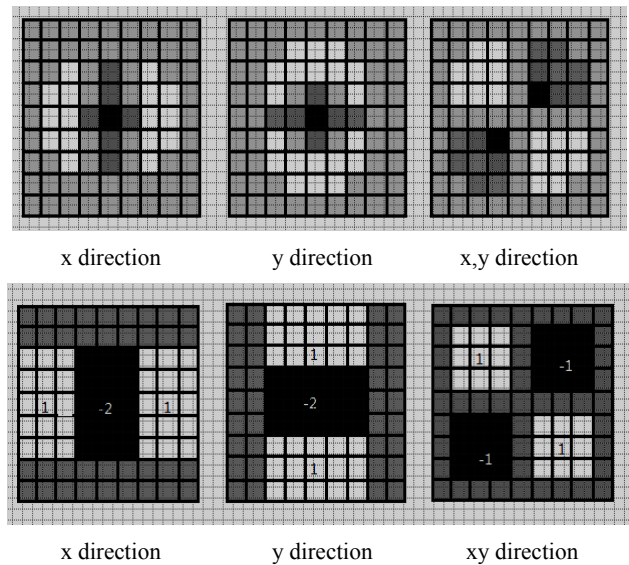 x direction y direction x,y direction
1 -2 1
1
-2
1
1 -1
-1 1
x direction y direction xy direction